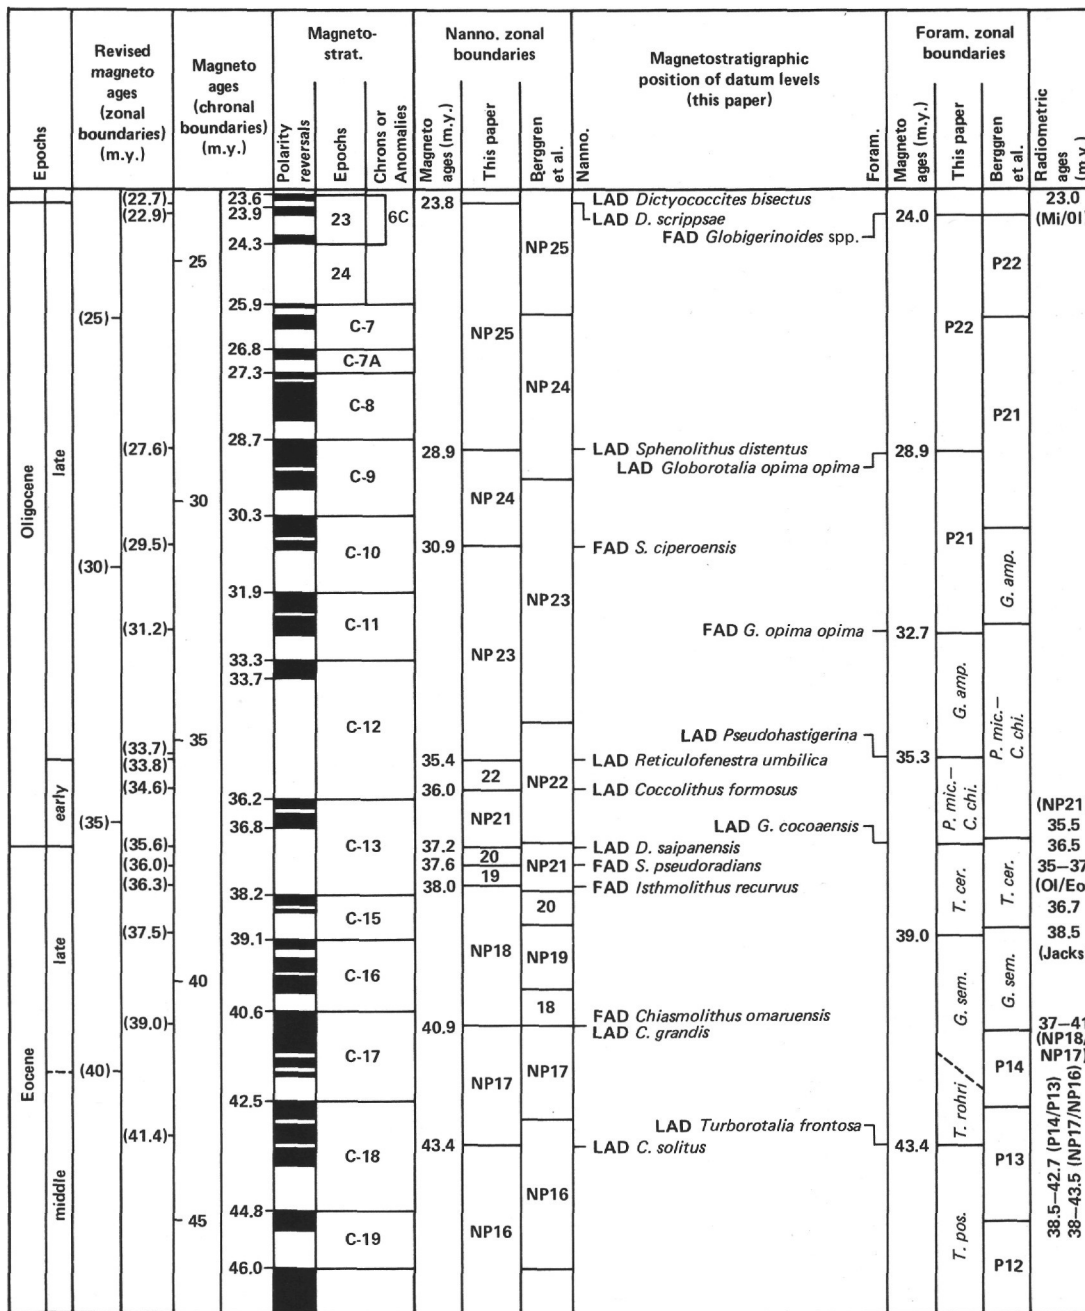 Epochs
Revised
magneto
ages
(zonal
boundaries)
(m.y.)
Magneto
ages
(chronal
boundaries)
(m.y.)
Magneto-
strat.
Polarity
reversals
Epochs
Chrons or
Anomalies
Nanno. zonal
boundaries
Magneto
ages (m.y.)
This paper
Berggren
et al.
Magnetostratigraphic
position of datum levels
(this paper)
Nanno.
Foram.
Foram. zonal
boundaries
Magneto
ages (m.y.)
This paper
Berggren
et al.
Radiometric
ages
(m.y.)
Oligocene
late
early
Eocene
late
middle
(22.7)
(22.9)
(25)
(27.6)
(29.5)
(30)
(31.2)
(33.7)
(33.8)
(34.6)
(35)
(35.6)
(36.0)
(36.3)
(37.5)
(39.0)
(40)
(41.4)
25
30
35
40
45
23.6
23.9
24.3
25.9
26.8
27.3
28.7
30.3
31.9
33.3
33.7
36.2
36.8
38.2
39.1
40.6
42.5
44.8
46.0
23
6C
24
C-7
C-7A
C-8
C-9
C-10
C-11
C-12
C-13
C-15
C-16
C-17
C-18
C-19
23.8
28.9
30.9
35.4
36.0
37.2
37.6
38.0
40.9
43.4
NP25
NP24
NP23
22
NP21
20
19
NP18
NP17
NP16
NP25
NP24
NP23
NP22
NP21
20
NP19
18
NP17
NP16
LAD Dictyococcites bisectus
LAD D. scrippsae
FAD Globigerinoides spp.
LAD Sphenolithus distentus
LAD Globorotalia opima opima
FAD S. ciperoensis
FAD G. opima opima
LAD Pseudohastigerina
LAD Reticulofenestra umbilica
LAD Coccolithus formosus
LAD G. cocoaensis
LAD D. saipanensis
FAD S. pseudoradians
FAD Isthmolithus recurvus
FAD Chiasmolithus omaruensis
LAD C. grandis
LAD Turborotalia frontosa
LAD C. solitus
24.0
28.9
32.7
35.3
39.0
43.4
P22
P21
G. amp.
P. mic.–
C. chi.
T. cer.
G. sem.
T. rohri
T. pos.
P22
P21
G. amp.
P. mic.–
C. chi.
T. cer.
G. sem.
P14
P13
P12
23.0
(Mi/Ol
(NP21
35.5
36.5
35–37
(Ol/Eo
36.7
38.5
(Jacks
37–41
(NP18/
NP17)
38.5–42.7 (P14/P13)
38–43.5 (NP17/NP16)